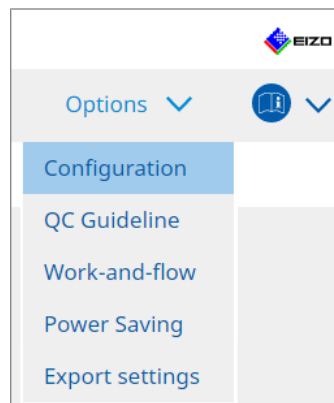 EIZO
Options
Configuration
QC Guideline
Work-and-flow
Power Saving
Export settings